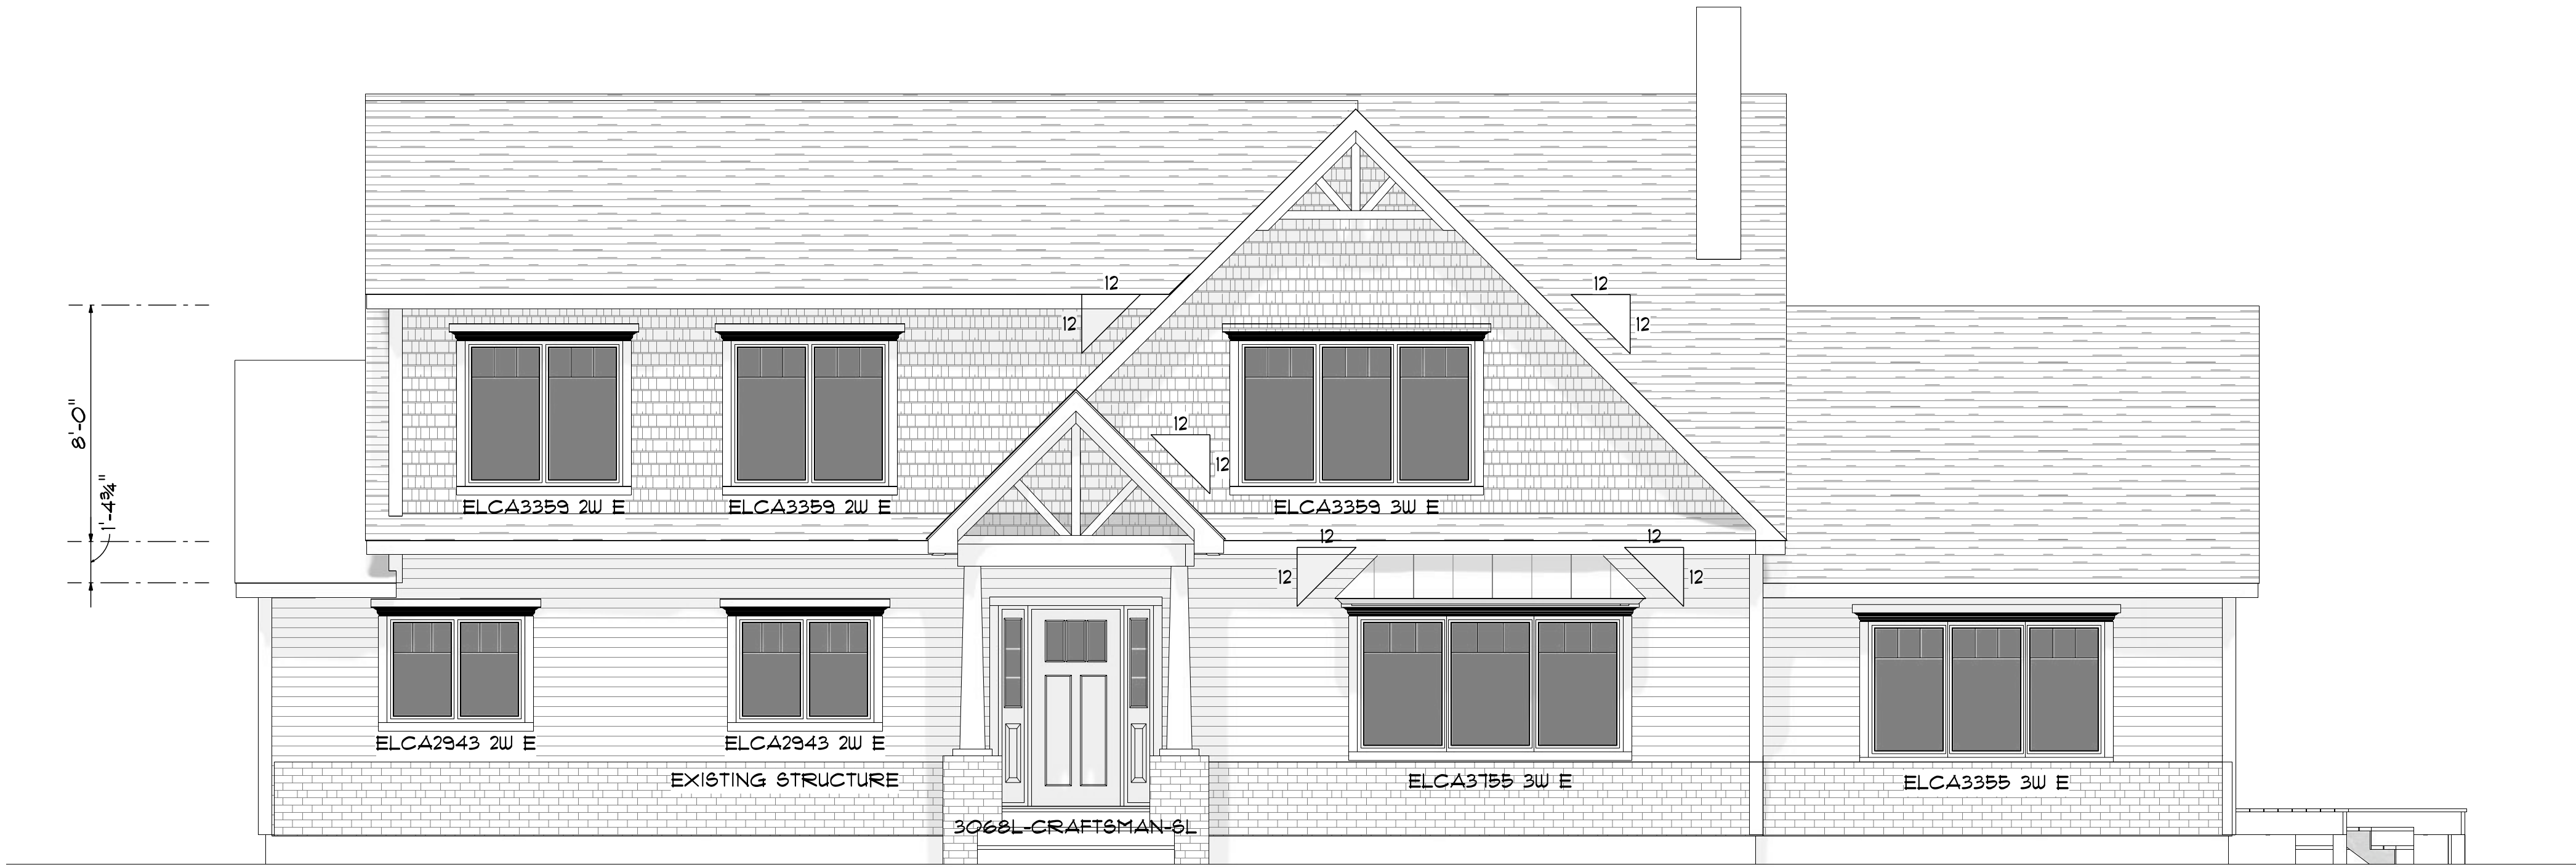 12
12
12
12
8'-0"
12
12
1'-4¾"
ELCA3359 2W E
ELCA3359 2W E
ELCA3359 3W E
12
12
12
12
ELCA2943 2W E
ELCA2943 2W E
EXISTING STRUCTURE
ELCA3755 3W E
ELCA3355 3W E
3068L-CRAFTSMAN-SL